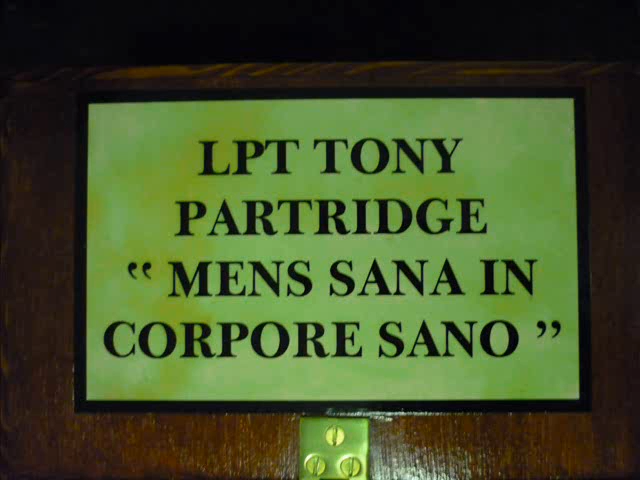 LPT TONY
PARTRIDGE
“ MENS SANA IN
CORPORE SANO ”